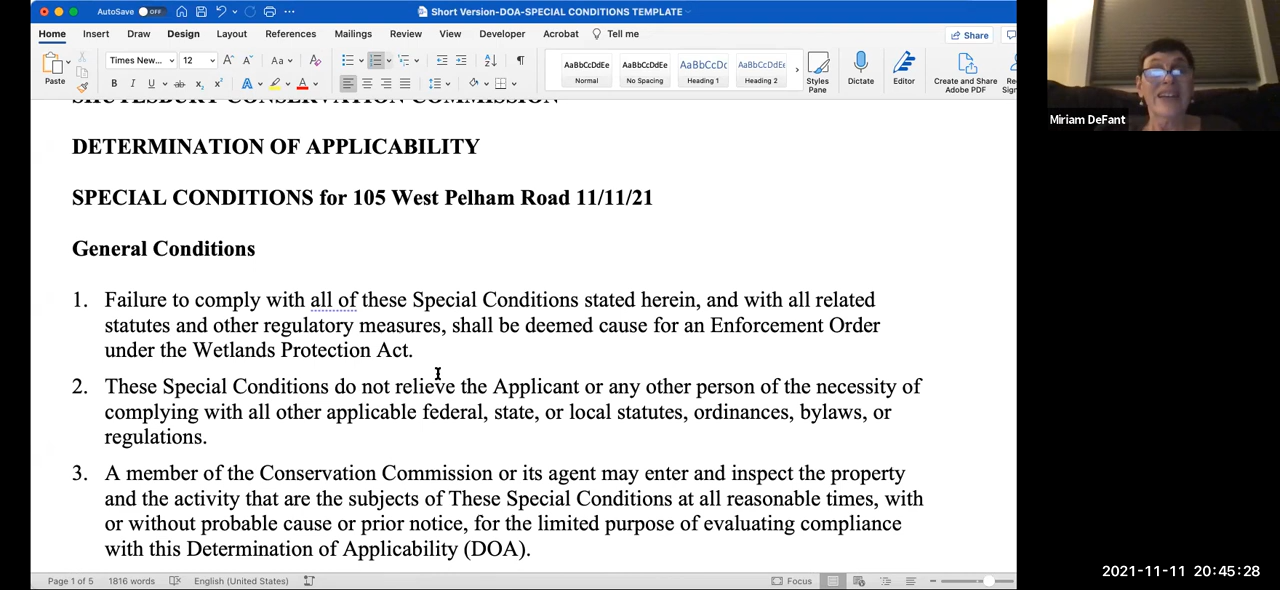 AutoSave OFF
Short Version-DOA-SPECIAL CONDITIONS TEMPLATE
Home Insert Draw Design Layout References Mailings Review View Developer Acrobat Tell me
Share
Paste
Times New... 12
AaBbCcDdEe AaBbCcDdEe AaBbCcDc AaBbCcDdE
Normal No Spacing Heading 1 Heading 2
Styles Pane
Dictate
Editor
Create and Share Adobe PDF
SHUTESBURY CONSERVATION COMMISSION
DETERMINATION OF APPLICABILITY
SPECIAL CONDITIONS for 105 West Pelham Road 11/11/21
General Conditions
1. Failure to comply with all of these Special Conditions stated herein, and with all related
statutes and other regulatory measures, shall be deemed cause for an Enforcement Order
under the Wetlands Protection Act.
2. These Special Conditions do not relieve the Applicant or any other person of the necessity of
complying with all other applicable federal, state, or local statutes, ordinances, bylaws, or
regulations.
3. A member of the Conservation Commission or its agent may enter and inspect the property
and the activity that are the subjects of These Special Conditions at all reasonable times, with
or without probable cause or prior notice, for the limited purpose of evaluating compliance
with this Determination of Applicability (DOA).
Page 1 of 5 1816 words English (United States) Focus
Miriam DeFant
2021-11-11 20:45:28